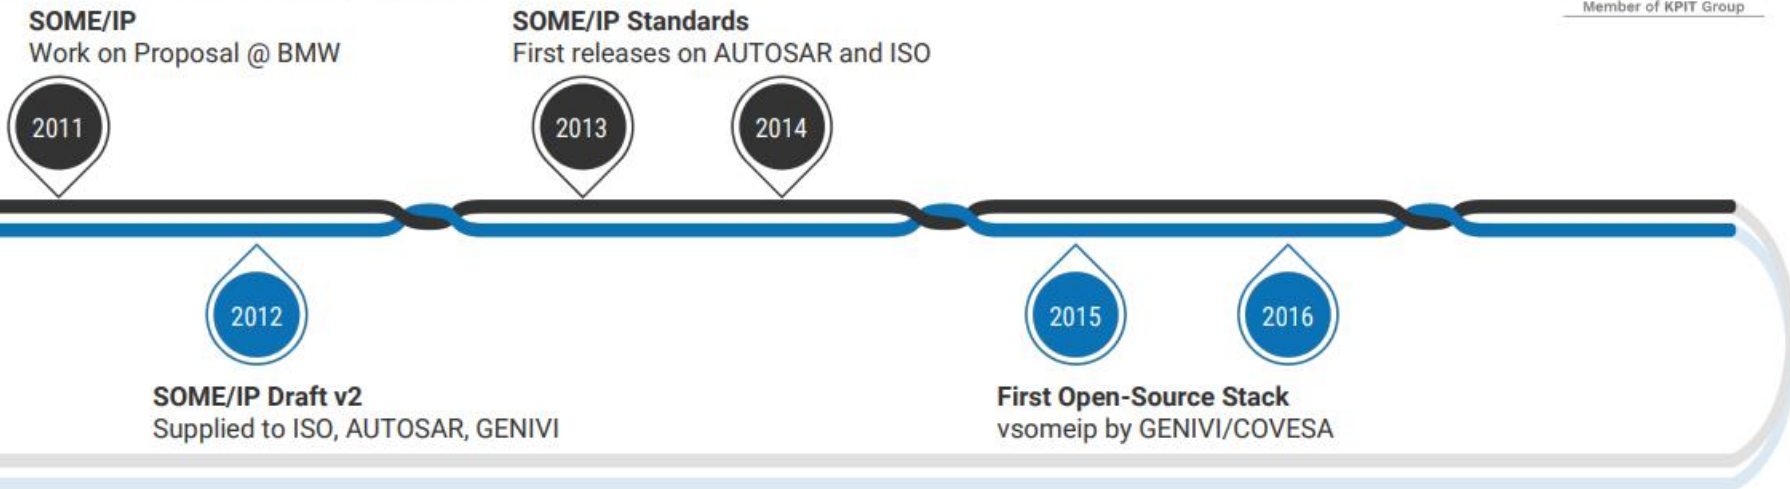 Member of KPIT Group
SOME/IP
Work on Proposal @ BMW
SOME/IP Standards
First releases on AUTOSAR and ISO
2011
2013
2014
2012
2015
2016
SOME/IP Draft v2
Supplied to ISO, AUTOSAR, GENIVI
First Open-Source Stack
vsomeip by GENIVI/COVESA